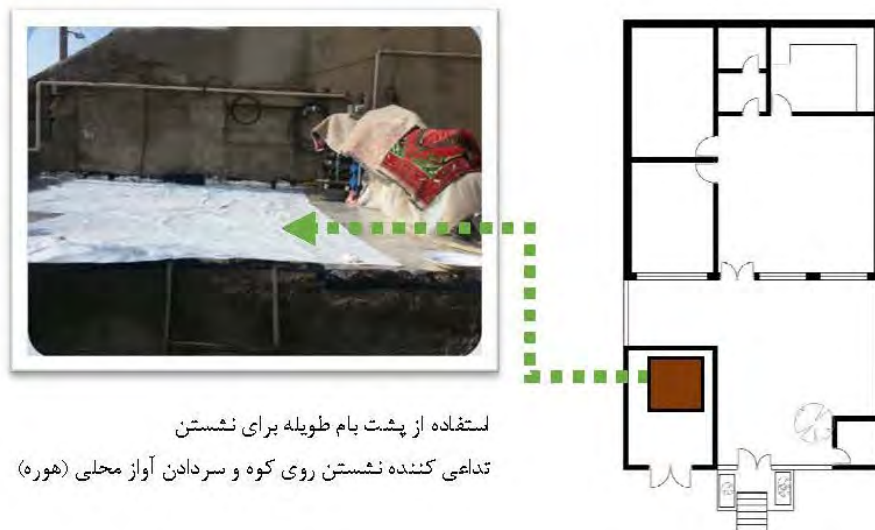 استفاده از پشت بام طویله برای نشستن
تداعی کننده نشستن روی کوه و سردادن آواز محلی (هوره)